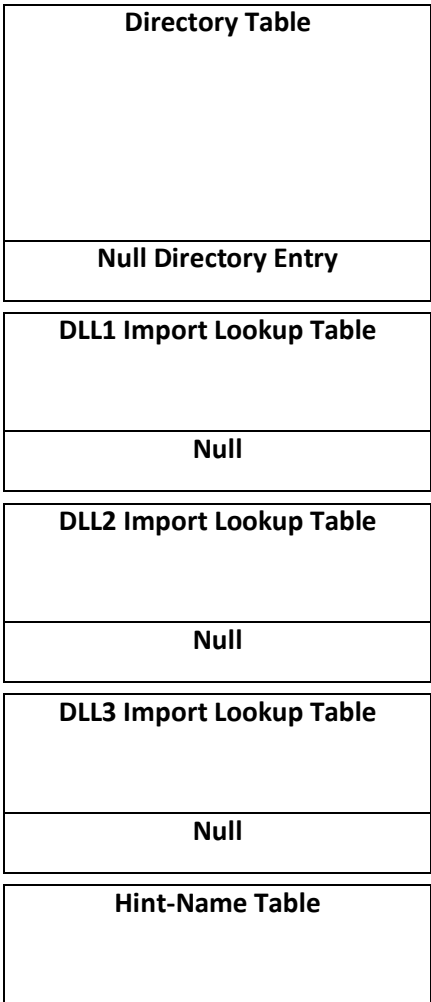 Directory Table
Null Directory Entry
DLL1 Import Lookup Table
Null
DLL2 Import Lookup Table
Null
DLL3 Import Lookup Table
Null
Hint-Name Table